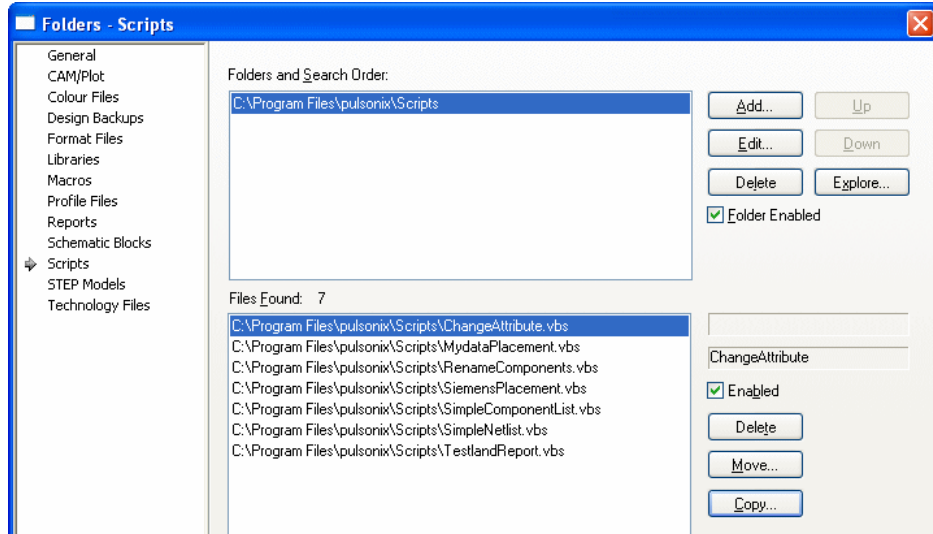 Folders - Scripts
General
CAM/Plot
Colour Files
Design Backups
Format Files
Libraries
Macros
Profile Files
Reports
Schematic Blocks
Scripts
STEP Models
Technology Files
Folders and Search Order:
C:\Program Files\pulsonix\Scripts
Add...
Up
Edit...
Down
Delete
Explore...
Folder Enabled
Files Found: 7
C:\Program Files\pulsonix\Scripts\ChangeAttribute.vbs
C:\Program Files\pulsonix\Scripts\MydataPlacement.vbs
C:\Program Files\pulsonix\Scripts\RenameComponents.vbs
C:\Program Files\pulsonix\Scripts\SiemensPlacement.vbs
C:\Program Files\pulsonix\Scripts\SimpleComponentList.vbs
C:\Program Files\pulsonix\Scripts\SimpleNetlist.vbs
C:\Program Files\pulsonix\Scripts\TestlandReport.vbs
ChangeAttribute
Enabled
Delete
Move...
Copy...